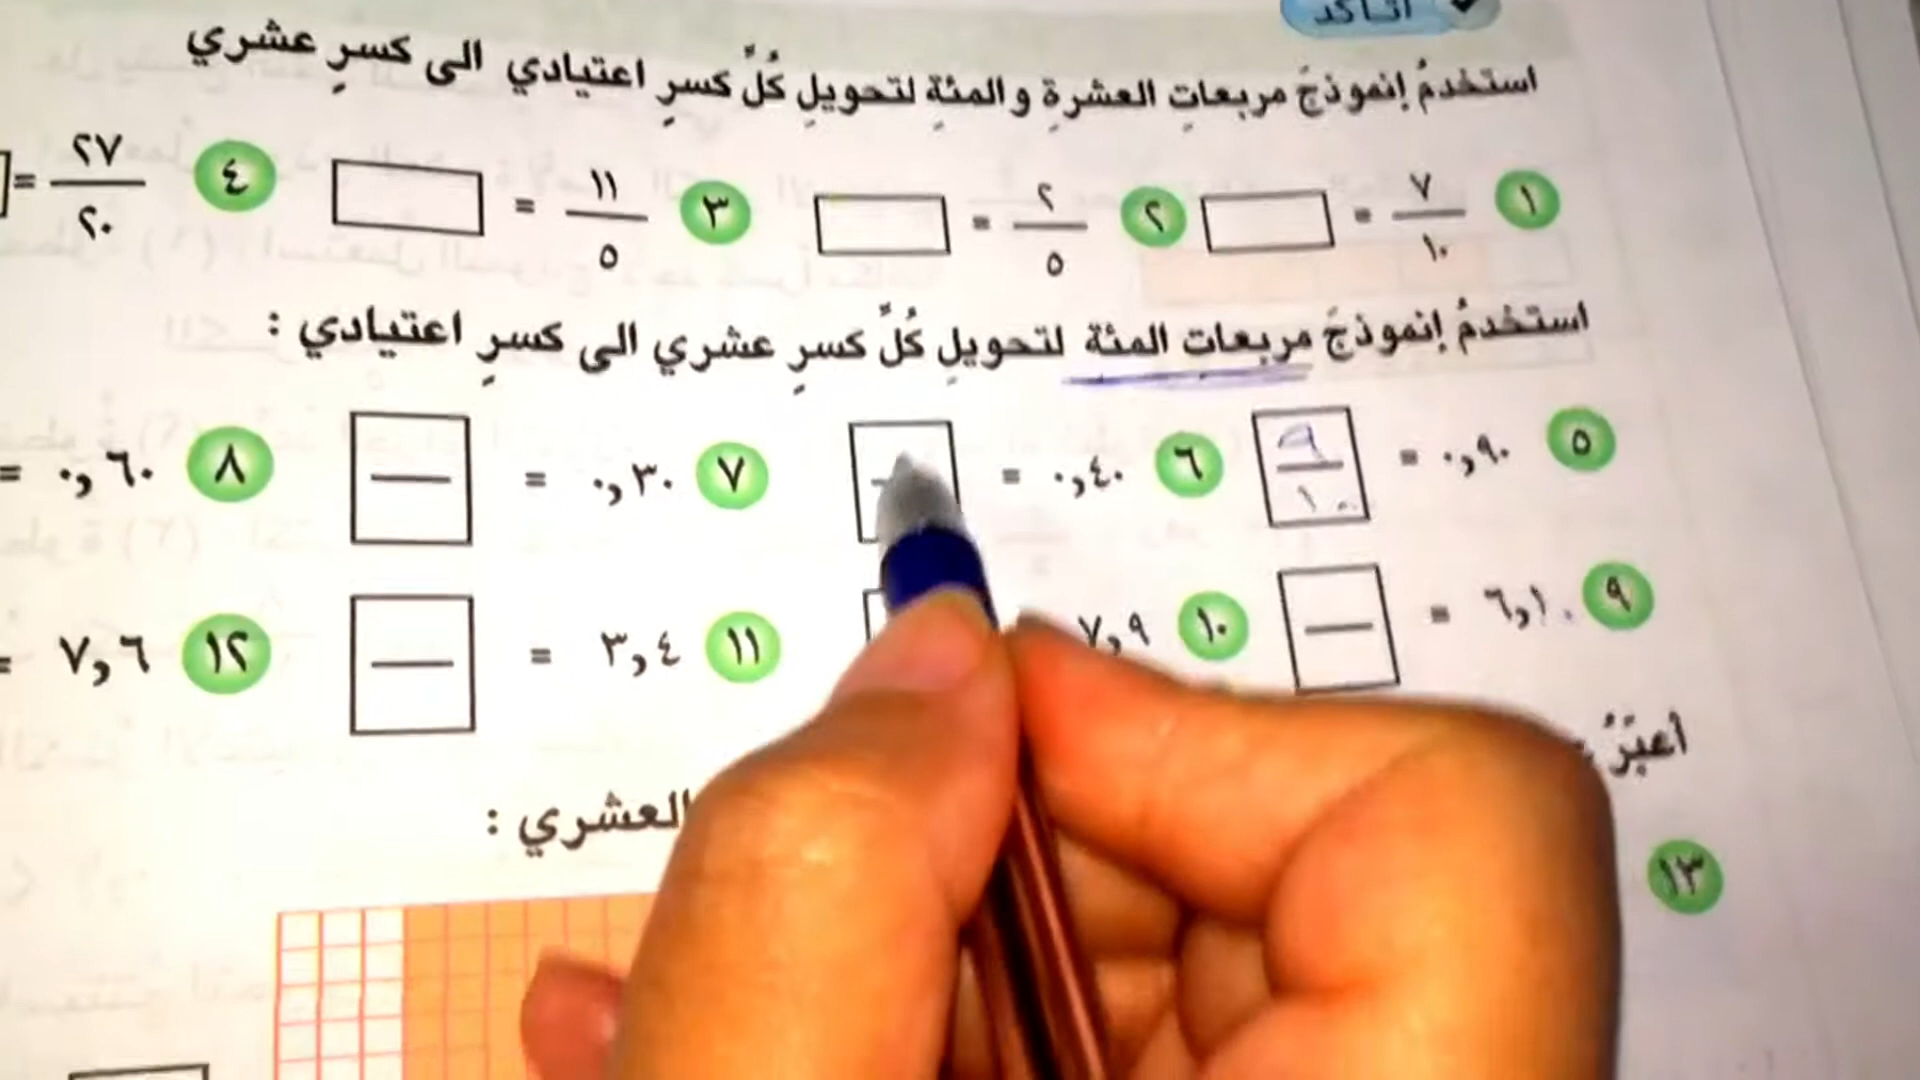 أتأكد
استخدمُ إنموذجَ مربعاتِ العشرةِ والمئةِ لتحويلِ كُلِّ كسرٍ اعتيادي الى كسرٍ عشري
١ ٧/١٠ = ٢ ٢/٥ = ٣ ١١/٥ = ٤ ٢٧/٢٠ =
استخدمُ إنموذجَ مربعات المئة لتحويلِ كُلِّ كسرٍ عشري الى كسرٍ اعتيادي :
٥ ٠,٩٠ = ٩/١٠ ٦ ٠,٤٠ = ٧ ٠,٣٠ = ٨ ٠,٦٠ =
٩ ٦,١ = ١٠ ٧,٩ ١١ ٣,٤ = ١٢ ٧,٦ =
أعبّرُ العشري :
١٣